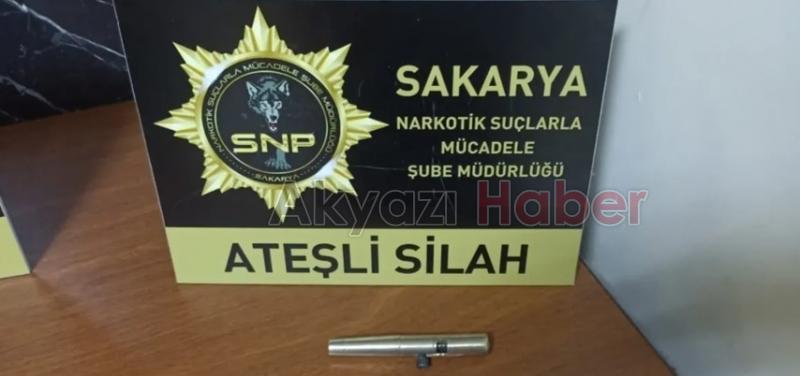 NARKOTİK SUÇLARLA MÜCADELE ŞUBE MÜDÜRLÜĞÜ
SNP
SAKARYA
SAKARYA
NARKOTİK SUÇLARLA
MÜCADELE
ŞUBE MÜDÜRLÜĞÜ
Akyazı Haber
ATEŞLİ SİLAH